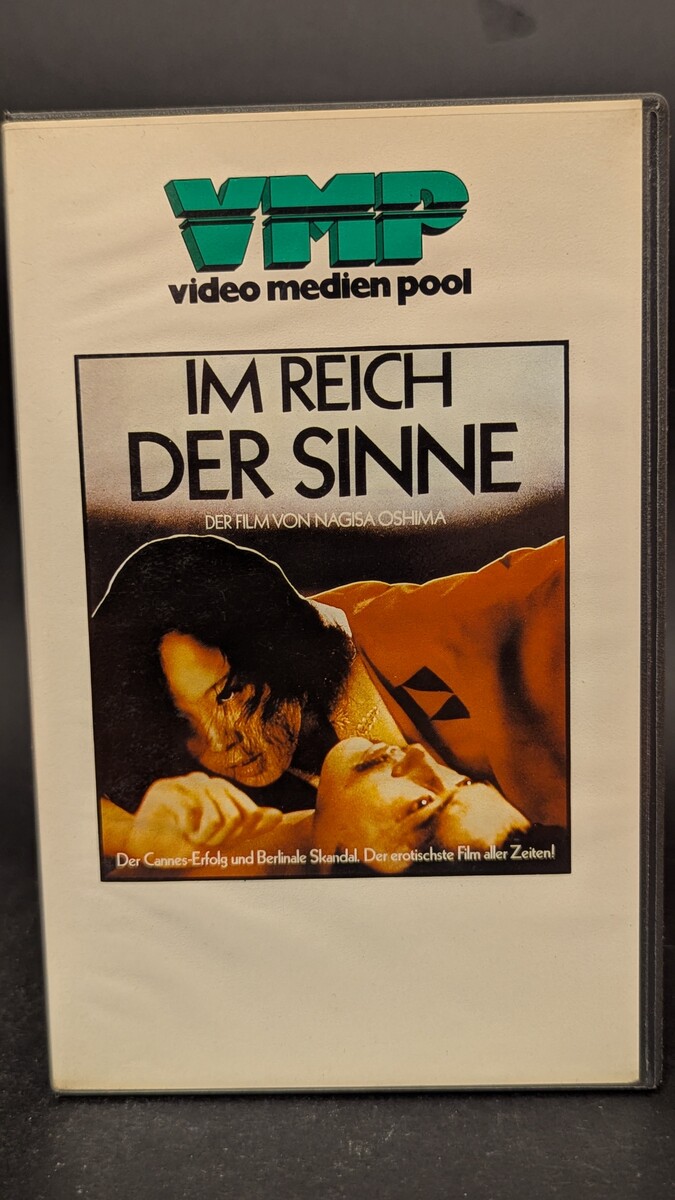 VMP
video medien pool
IM REICH
DER SINNE
DER FILM VON NAGISA OSHIMA
Der Cannes-Erfolg und Berlinale Skandal. Der erotischste Film aller Zeiten!